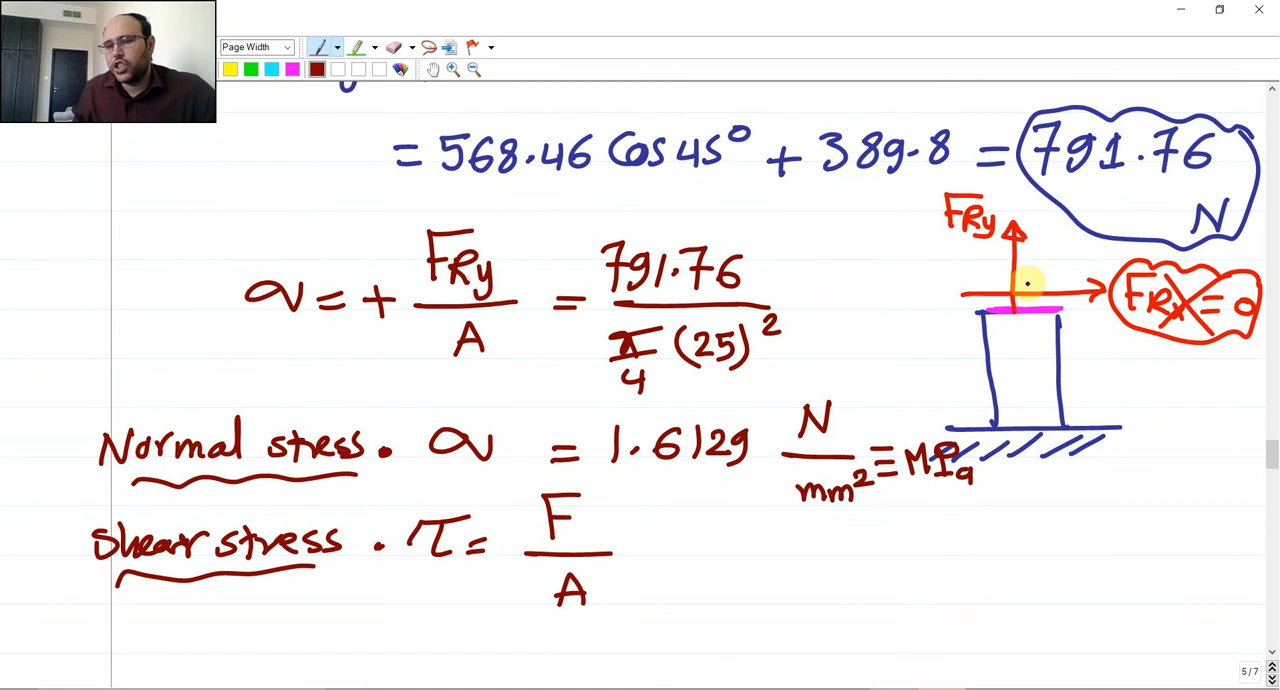 Page Width
= 568.46 Cos 45° + 389.8 = 791.76 N
FRy
FRx = 0
σ = + FRy / A = 791.76 / π/4 (25)²
Normal stress • σ = 1.6129 N/mm² ≡ MPa
Shear stress • τ = F / A
5/7